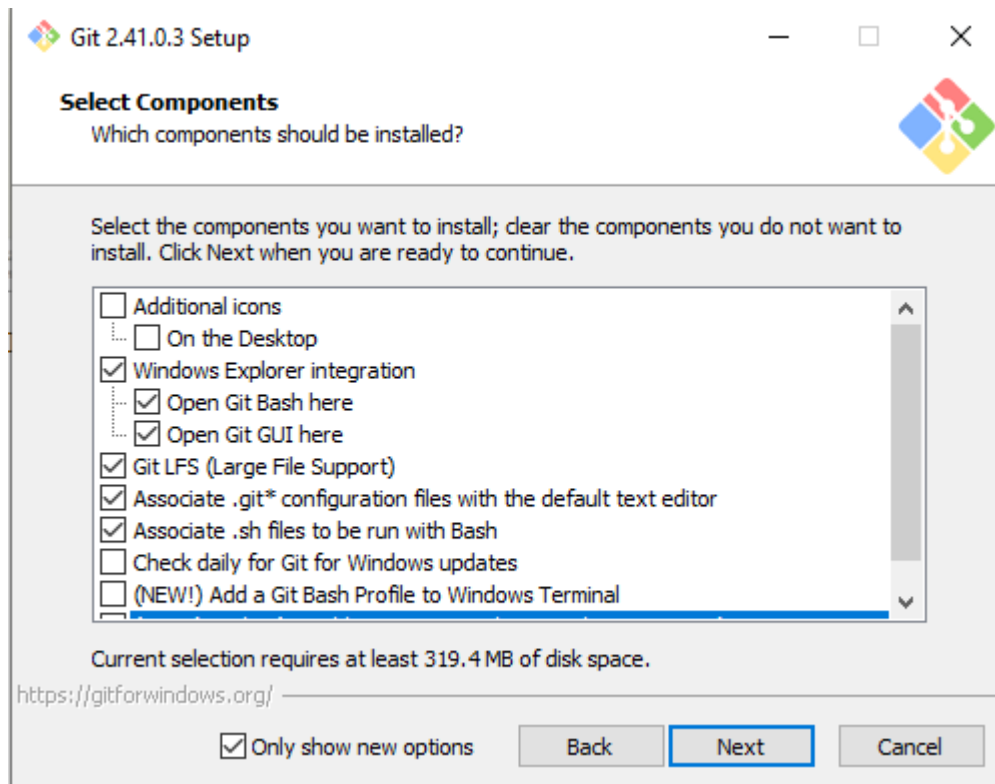 Git 2.41.0.3 Setup
Select Components
Which components should be installed?
Select the components you want to install; clear the components you do not want to
install. Click Next when you are ready to continue.
Additional icons
On the Desktop
Windows Explorer integration
Open Git Bash here
Open Git GUI here
Git LFS (Large File Support)
Associate .git* configuration files with the default text editor
Associate .sh files to be run with Bash
Check daily for Git for Windows updates
(NEW!) Add a Git Bash Profile to Windows Terminal
Current selection requires at least 319.4 MB of disk space.
https://gitforwindows.org/
Only show new options
Back
Next
Cancel